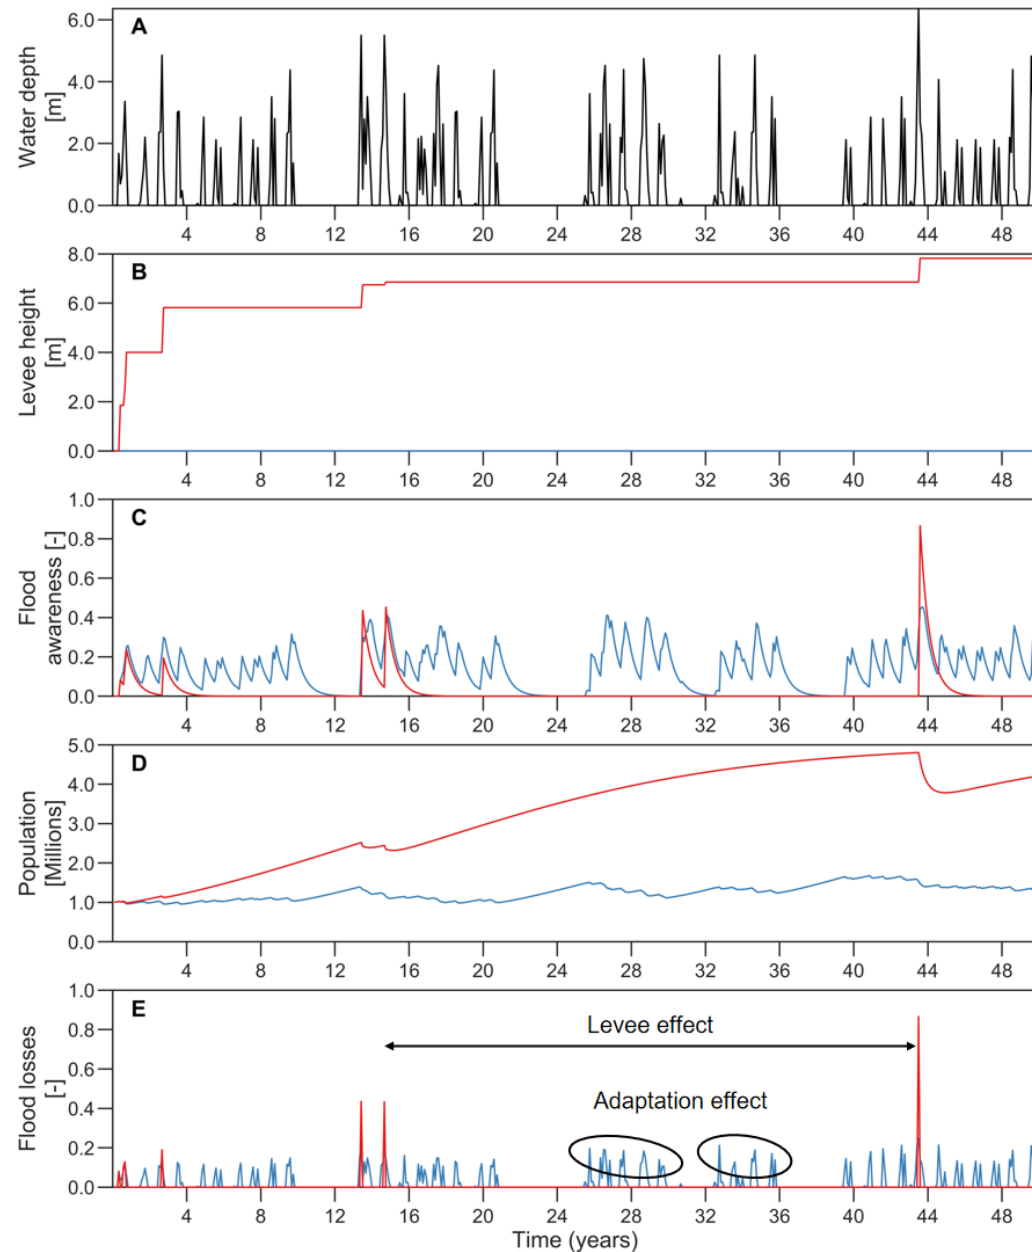 A
Water depth
[m]
6.0
4.0
2.0
0.0
4 8 12 16 20 24 28 32 36 40 44 48
B
Levee height
[m]
8.0
6.0
4.0
2.0
0.0
4 8 12 16 20 24 28 32 36 40 44 48
C
Flood
awareness [-]
1.0
0.8
0.6
0.4
0.2
0.0
4 8 12 16 20 24 28 32 36 40 44 48
D
Population
[Millions]
5.0
4.0
3.0
2.0
1.0
0.0
4 8 12 16 20 24 28 32 36 40 44 48
E
Flood losses
[-]
1.0
0.8
0.6
0.4
0.2
0.0
Levee effect
Adaptation effect
4 8 12 16 20 24 28 32 36 40 44 48
Time (years)